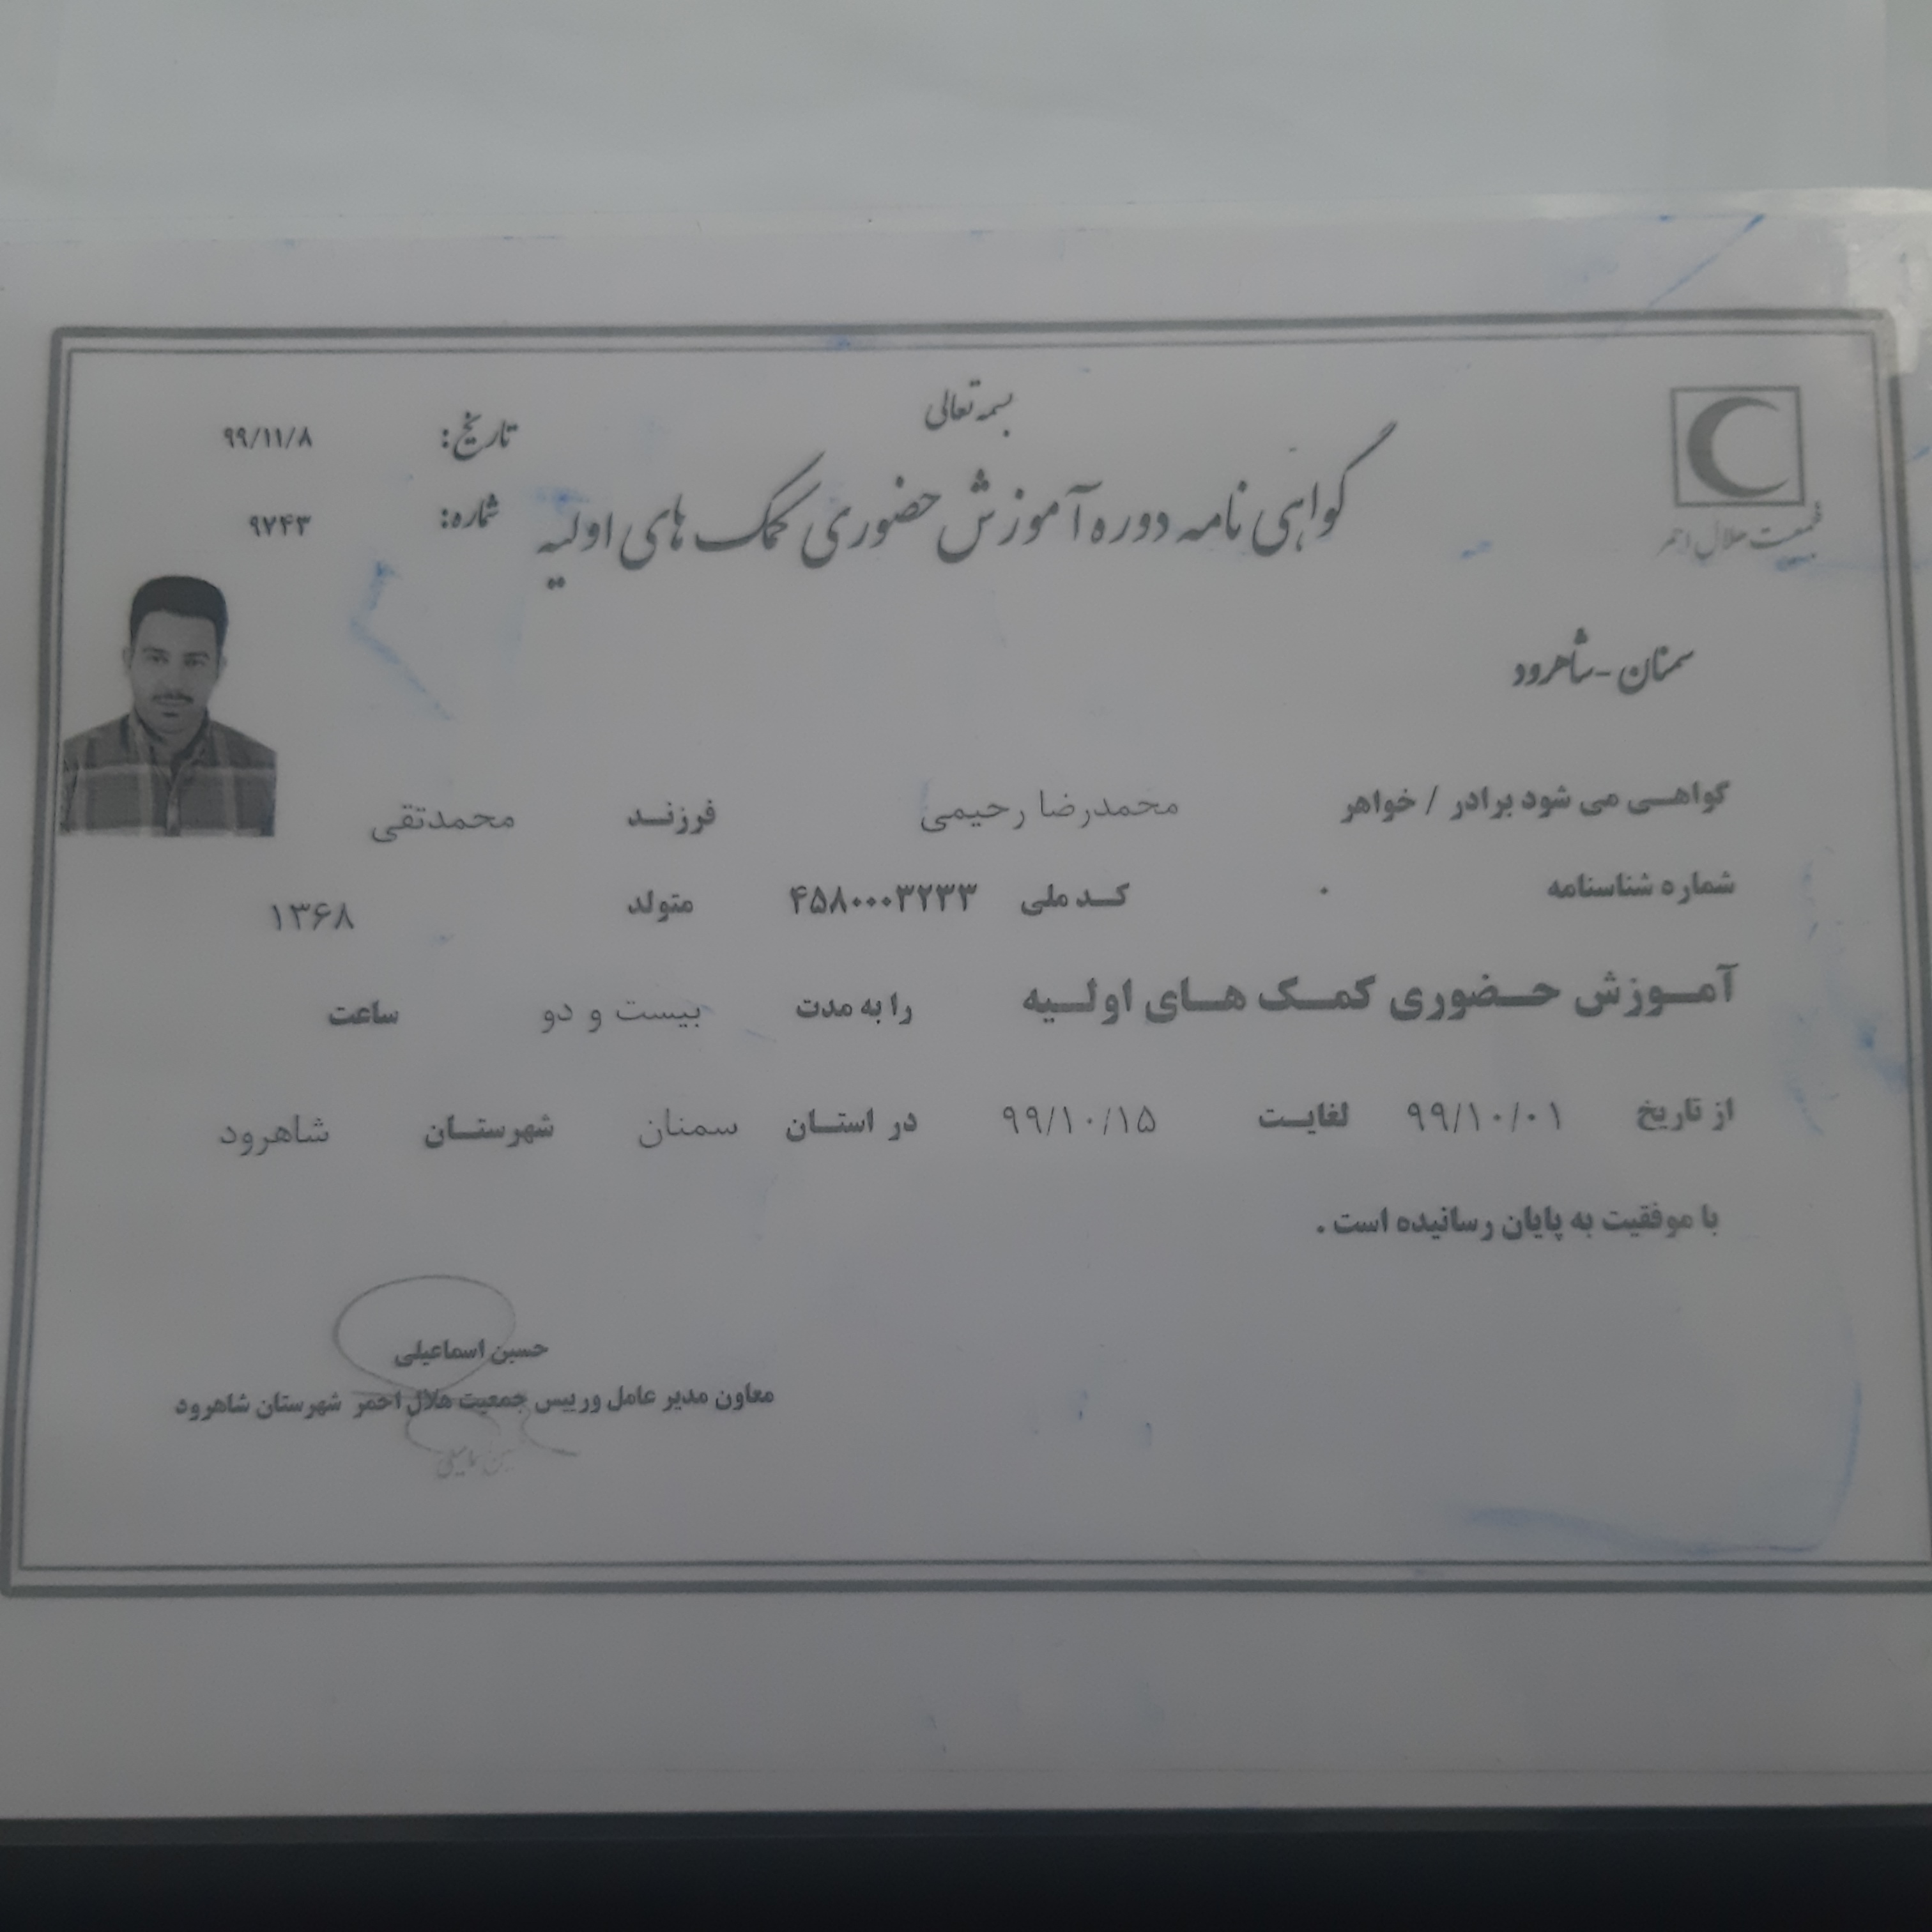 بسمه تعالی
گواهی نامه دوره آموزش حضوری کمک های اولیه
تاریخ: ۹۹/۱۱/۸
شماره: ۹۷۴۳
جمعیت هلال احمر
سمنان - شاهرود
گواهی می شود برادر / خواهر محمدرضا رحیمی فرزند محمدتقی
شماره شناسنامه ۰ کد ملی ۴۵۸۰۰۰۳۲۳۳ متولد ۱۳۶۸
آموزش حضوری کمک های اولیه را به مدت بیست و دو ساعت
از تاریخ ۹۹/۱۰/۰۱ لغایت ۹۹/۱۰/۱۵ در استان سمنان شهرستان شاهرود
با موفقیت به پایان رسانیده است .
حسین اسماعیلی
معاون مدیر عامل و رییس جمعیت هلال احمر شهرستان شاهرود